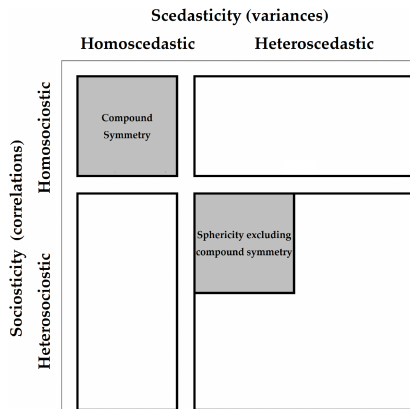 Scedasticity (variances)
Homoscedastic Heteroscedastic
Sociosticity (correlations)
Homosociostic
Heterosociostic
Compound
Symmetry
Sphericity excluding
compound symmetry